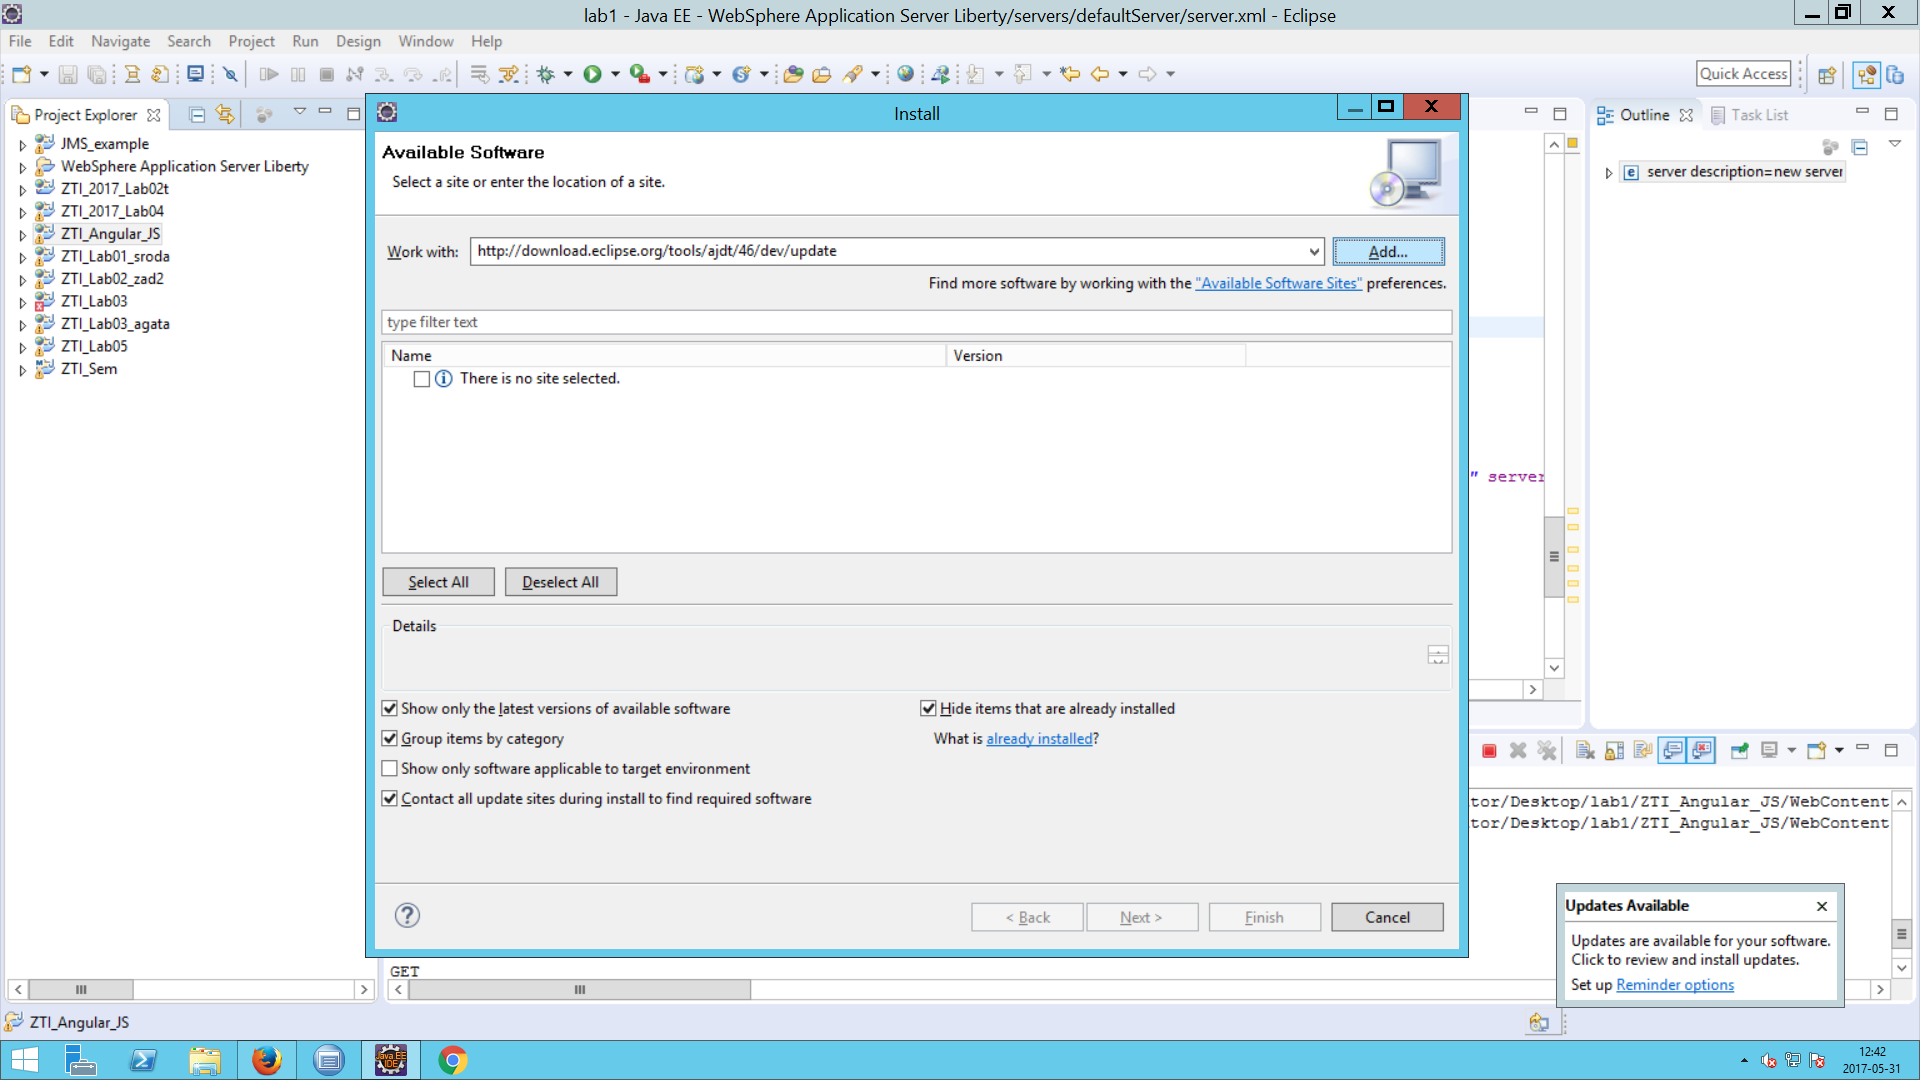 lab1 - Java EE - WebSphere Application Server Liberty/servers/defaultServer/server.xml - Eclipse
File Edit Navigate Search Project Run Design Window Help
Quick Access
Project Explorer
JMS_example
WebSphere Application Server Liberty
ZTI_2017_Lab02t
ZTI_2017_Lab04
ZTI_Angular_JS
ZTI_Lab01_sroda
ZTI_Lab02_zad2
ZTI_Lab03
ZTI_Lab03_agata
ZTI_Lab05
ZTI_Sem
Install
Available Software
Select a site or enter the location of a site.
Work with: http://download.eclipse.org/tools/ajdt/46/dev/update Add...
Find more software by working with the "Available Software Sites" preferences.
type filter text
Name Version
There is no site selected.
Select All Deselect All
Details
Show only the latest versions of available software
Hide items that are already installed
Group items by category
What is already installed?
Show only software applicable to target environment
Contact all update sites during install to find required software
< Back Next > Finish Cancel
" server
Outline Task List
server description=new server
tor/Desktop/lab1/ZTI_Angular_JS/WebContent
tor/Desktop/lab1/ZTI_Angular_JS/WebContent
GET
Updates Available
Updates are available for your software.
Click to review and install updates.
Set up Reminder options
ZTI_Angular_JS
Java EE
IDE
12:42
2017-05-31